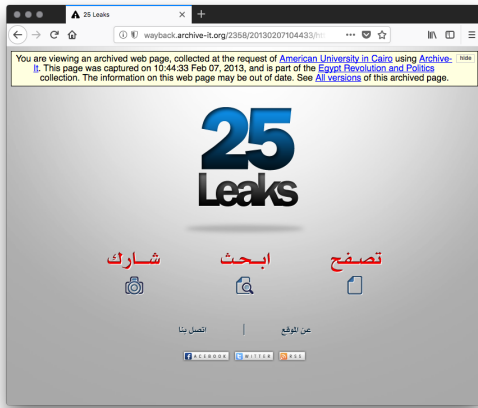 25 Leaks
wayback.archive-it.org/2358/20130207104433/ht
You are viewing an archived web page, collected at the request of American University in Cairo using Archive-
It. This page was captured on 10:44:33 Feb 07, 2013, and is part of the Egypt Revolution and Politics
collection. The information on this web page may be out of date. See All versions of this archived page.
hide
25
Leaks
تصفح ابحث شارك
عن الموقع | اتصل بنا
FACEBOOK TWITTER RSS